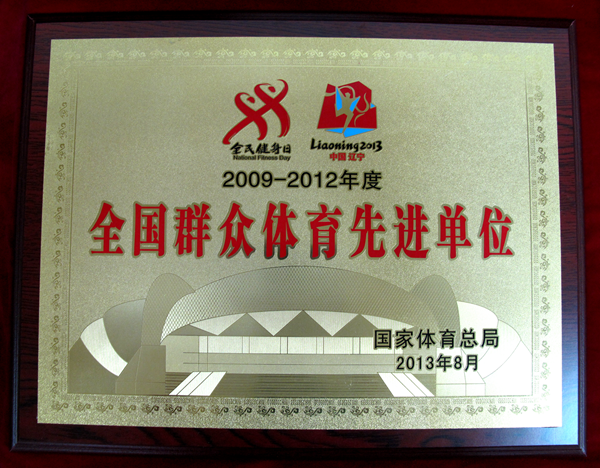 全民健身日
National Fitness Day
Liaoning2013
中国·辽宁
2009-2012年度
全国群众体育先进单位
国家体育总局
2013年8月